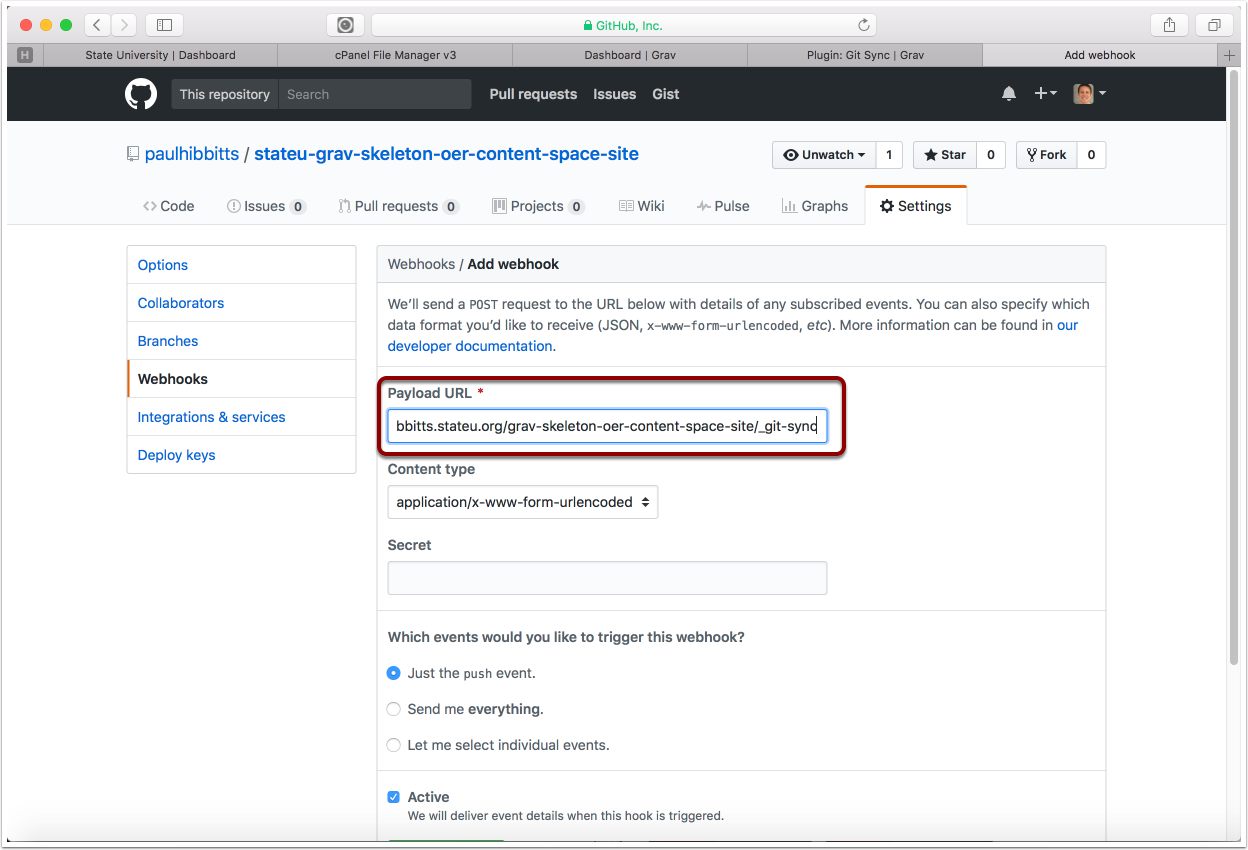 GitHub, Inc.
H
State University | Dashboard
cPanel File Manager v3
Dashboard | Grav
Plugin: Git Sync | Grav
Add webhook
This repository
Search
Pull requests
Issues
Gist
paulhibbitts / stateu-grav-skeleton-oer-content-space-site
Unwatch 1
Star 0
Fork 0
Code
Issues 0
Pull requests 0
Projects 0
Wiki
Pulse
Graphs
Settings
Options
Collaborators
Branches
Webhooks
Integrations & services
Deploy keys
Webhooks / Add webhook
We’ll send a POST request to the URL below with details of any subscribed events. You can also specify which
data format you’d like to receive (JSON, x-www-form-urlencoded, etc). More information can be found in our
developer documentation.
Payload URL *
bbitts.stateu.org/grav-skeleton-oer-content-space-site/_git-sync
Content type
application/x-www-form-urlencoded
Secret
Which events would you like to trigger this webhook?
Just the push event.
Send me everything.
Let me select individual events.
Active
We will deliver event details when this hook is triggered.